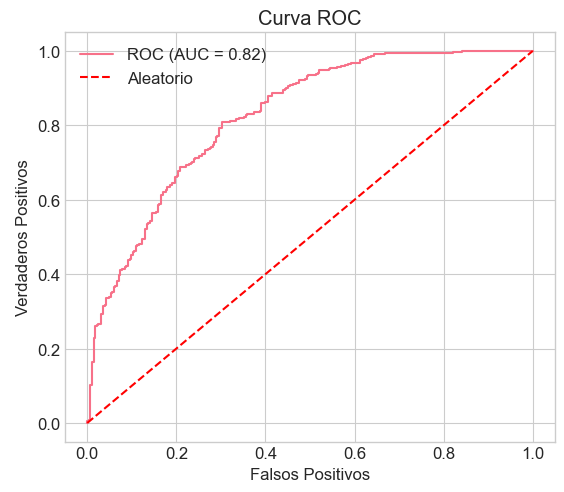 Curva ROC
ROC (AUC = 0.82)
Aleatorio
Verdaderos Positivos
1.0
0.8
0.6
0.4
0.2
0.0
0.0 0.2 0.4 0.6 0.8 1.0
Falsos Positivos